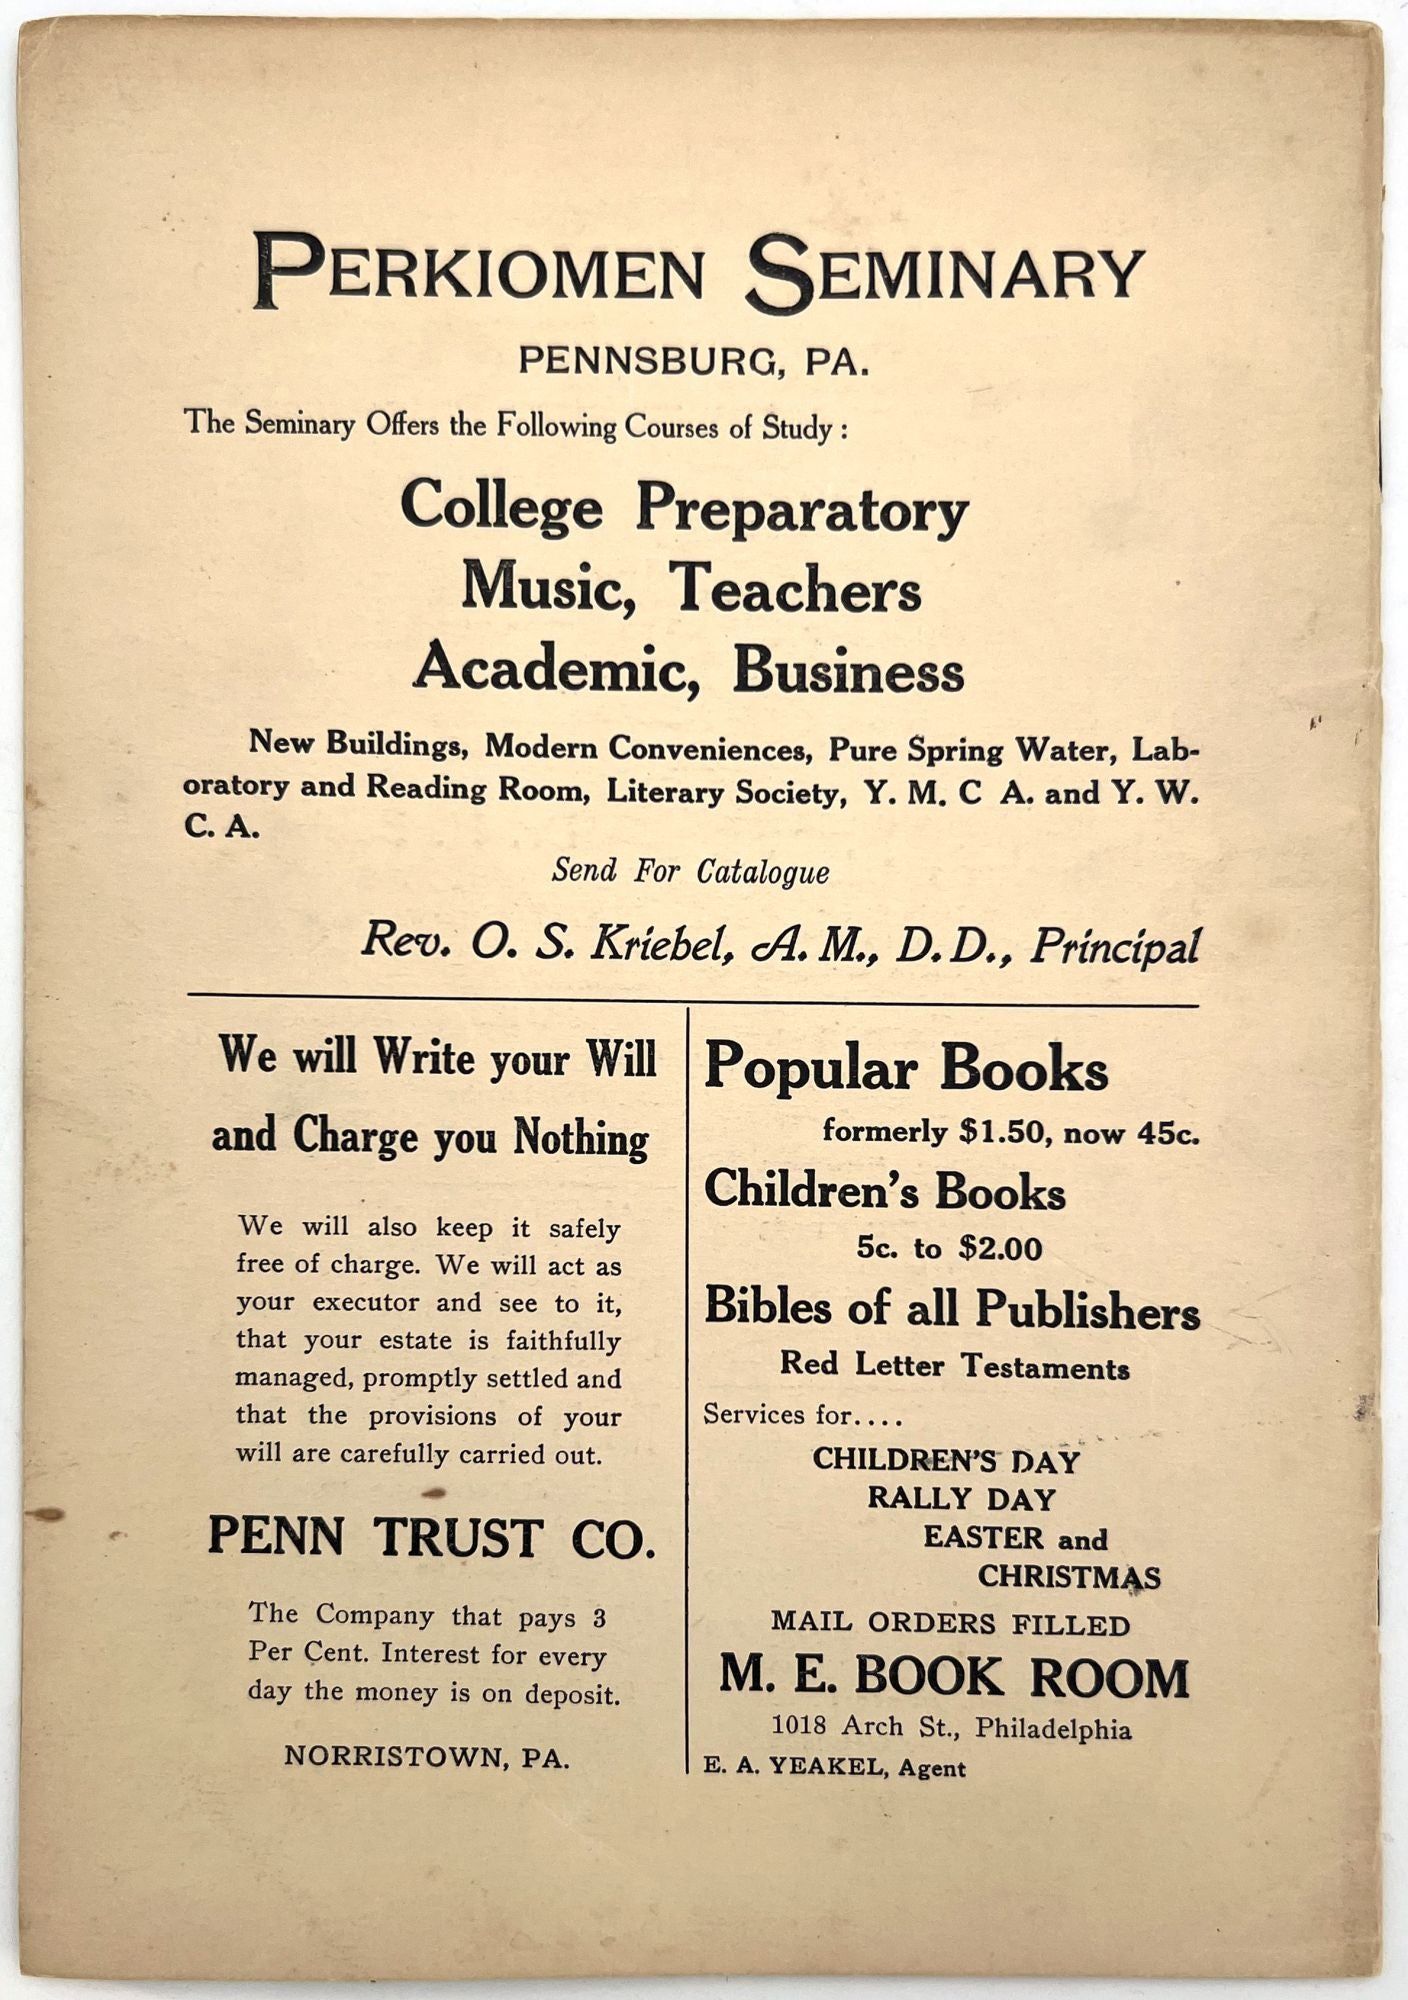 PERKIOMEN SEMINARY
PENNSBURG, PA.
The Seminary Offers the Following Courses of Study :
College Preparatory
Music, Teachers
Academic, Business
New Buildings, Modern Conveniences, Pure Spring Water, Lab-
oratory and Reading Room, Literary Society, Y. M. C A. and Y. W.
C. A.
Send For Catalogue
Rev. O. S. Kriebel, A. M., D. D., Principal
We will Write your Will
and Charge you Nothing
We will also keep it safely
free of charge. We will act as
your executor and see to it,
that your estate is faithfully
managed, promptly settled and
that the provisions of your
will are carefully carried out.
PENN TRUST CO.
The Company that pays 3
Per Cent. Interest for every
day the money is on deposit.
NORRISTOWN, PA.
Popular Books
formerly $1.50, now 45c.
Children's Books
5c. to $2.00
Bibles of all Publishers
Red Letter Testaments
Services for....
CHILDREN'S DAY
RALLY DAY
EASTER and
CHRISTMAS
MAIL ORDERS FILLED
M. E. BOOK ROOM
1018 Arch St., Philadelphia
E. A. YEAKEL, Agent